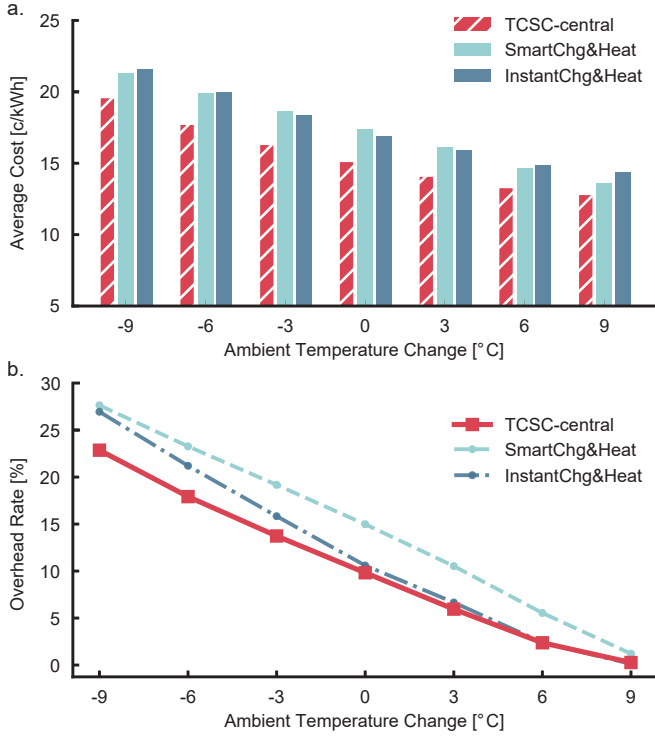 a.
25
20
15
10
5
Average Cost [c/kWh]
TCSC-central
SmartChg&Heat
InstantChg&Heat
-9 -6 -3 0 3 6 9
Ambient Temperature Change [°C]
b.
30
25
20
15
10
5
0
Overhead Rate [%]
TCSC-central
SmartChg&Heat
InstantChg&Heat
-9 -6 -3 0 3 6 9
Ambient Temperature Change [°C]